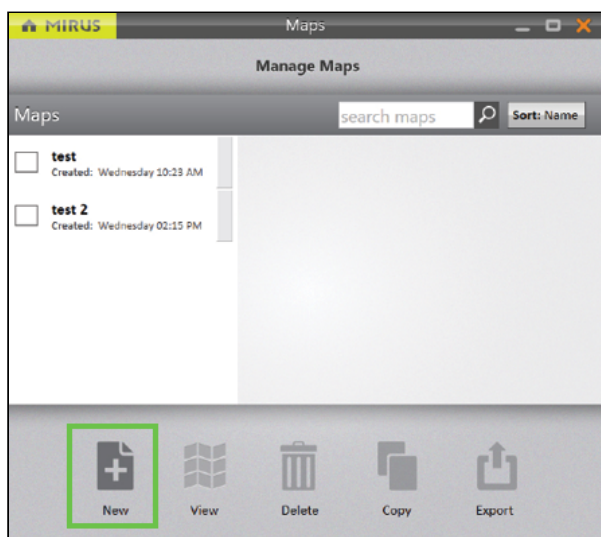 MIRUS Maps
Manage Maps
Maps search maps Sort: Name
test
Created: Wednesday 10:23 AM
test 2
Created: Wednesday 02:15 PM
New View Delete Copy Export